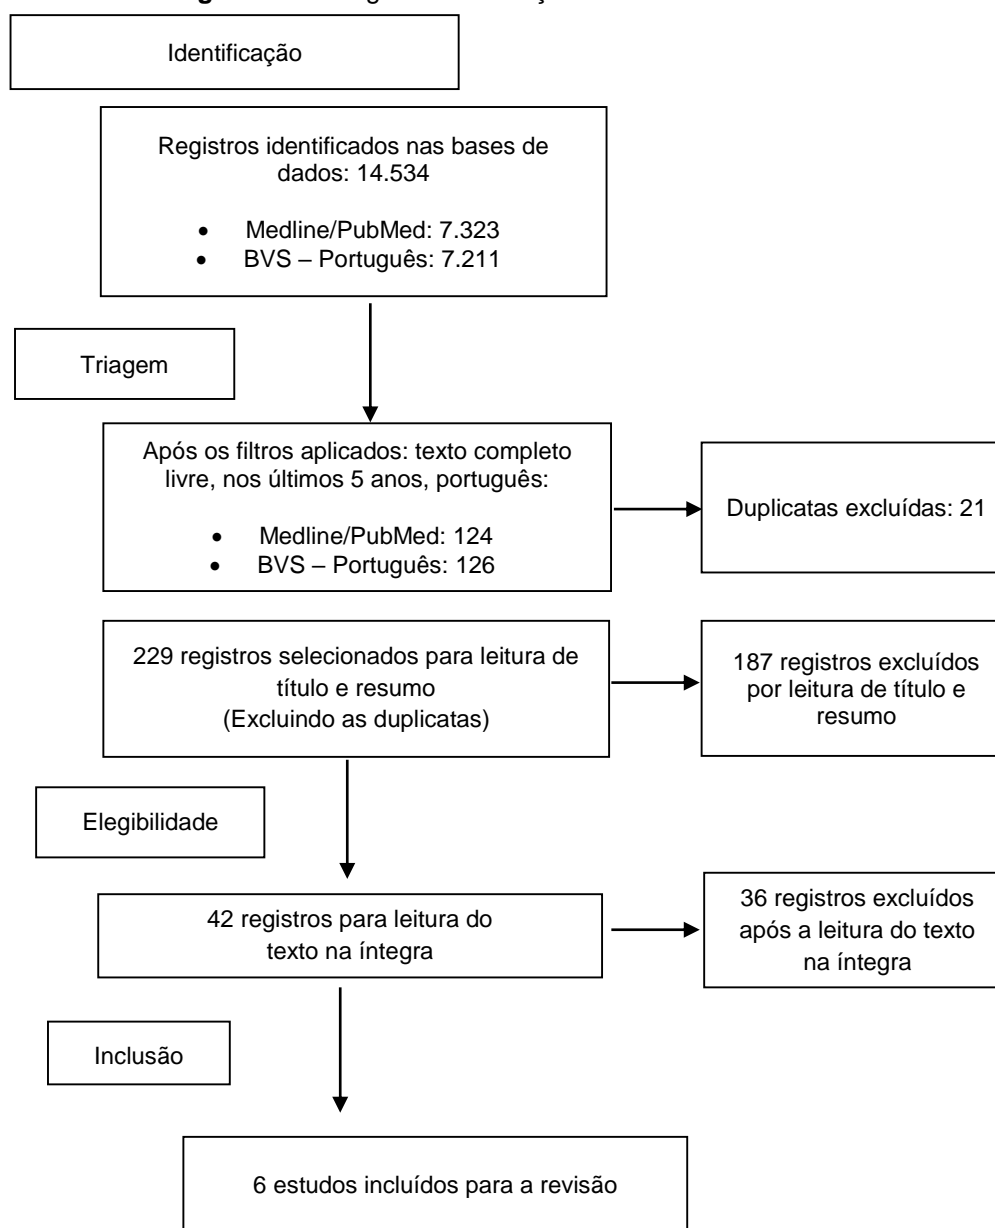 Identificação
Registros identificados nas bases de
dados: 14.534
• Medline/PubMed: 7.323
• BVS – Português: 7.211
Triagem
Após os filtros aplicados: texto completo
livre, nos últimos 5 anos, português:
• Medline/PubMed: 124
• BVS – Português: 126
Duplicatas excluídas: 21
229 registros selecionados para leitura de
título e resumo
(Excluindo as duplicatas)
187 registros excluídos
por leitura de título e
resumo
Elegibilidade
42 registros para leitura do
texto na íntegra
36 registros excluídos
após a leitura do texto
na íntegra
Inclusão
6 estudos incluídos para a revisão